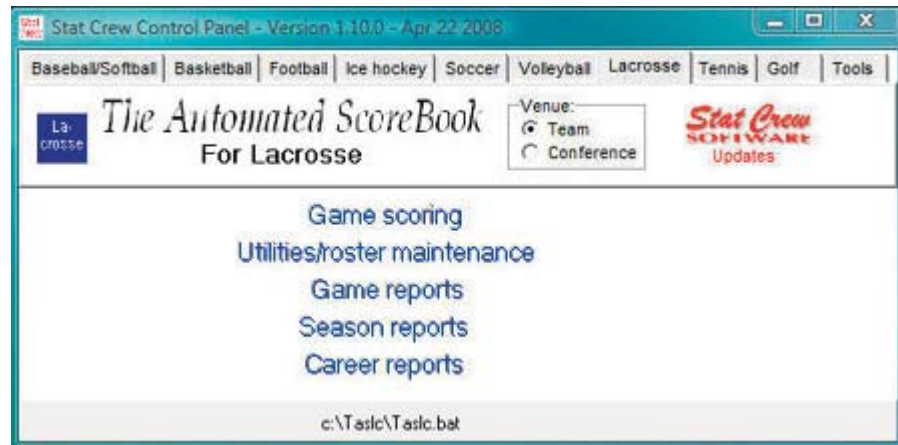 Stat Crew Control Panel - Version 1.10.0 - Apr 22 2008
Baseball/Softball Basketball Football Ice hockey Soccer Volleyball Lacrosse Tennis Golf Tools
La-
crosse
The Automated ScoreBook
For Lacrosse
Venue:
Team
Conference
Stat Crew
SOFTWARE
Updates
Game scoring
Utilities/roster maintenance
Game reports
Season reports
Career reports
c:\Taslc\Taslc.bat